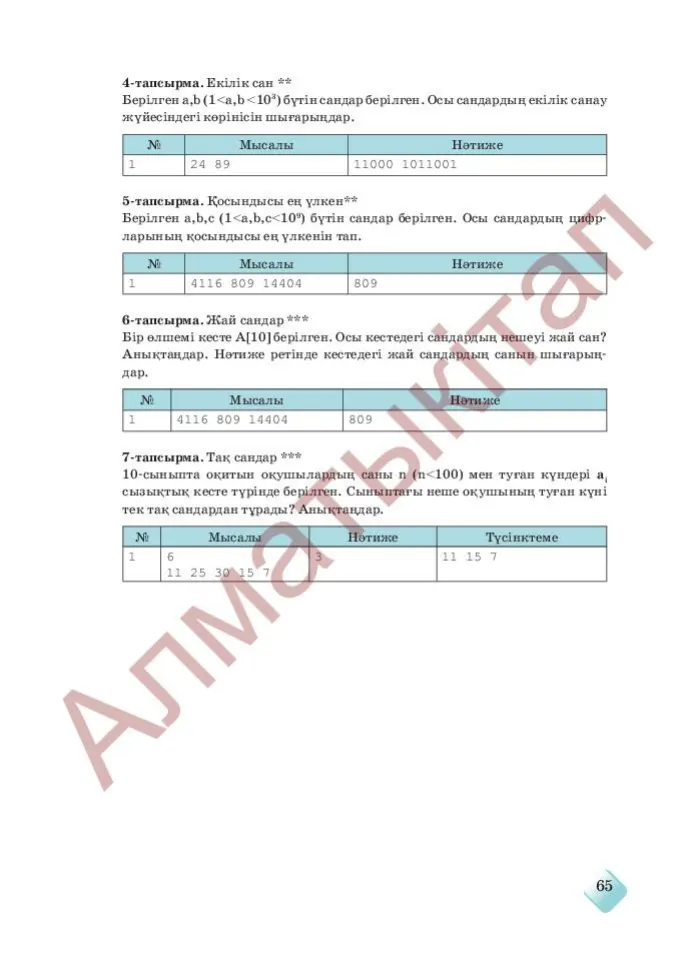 4-тапсырма. Екілік сан **
Берілген a,b (1<a,b<10³) бүтін сандар берілген. Осы сандардың екілік санау
жүйесіндегі көрінісін шығарыңдар.
№ Мысалы Нәтиже
1 24 89 11000 1011001
5-тапсырма. Қосындысы ең үлкен**
Берілген a,b,c (1<a,b,c<10⁹) бүтін сандар берілген. Осы сандардың цифр-
ларының қосындысы ең үлкенін тап.
№ Мысалы Нәтиже
1 4116 809 14404 809
6-тапсырма. Жай сандар ***
Бір өлшемі кесте A[10] берілген. Осы кестедегі сандардың нешеуі жай сан?
Анықтаңдар. Нәтиже ретінде кестедегі жай сандардың санын шығарың-
дар.
№ Мысалы Нәтиже
1 4116 809 14404 809
7-тапсырма. Тақ сандар ***
10-сыныпта оқитын оқушылардың саны n (n<100) мен туған күндері aᵢ
сызықтық кесте түрінде берілген. Сыныптағы неше оқушының туған күні
тек тақ сандардан тұрады? Анықтаңдар.
№ Мысалы Нәтиже Түсінктеме
1 6 3 11 15 7
11 25 30 15 7
Алматыкітап
65